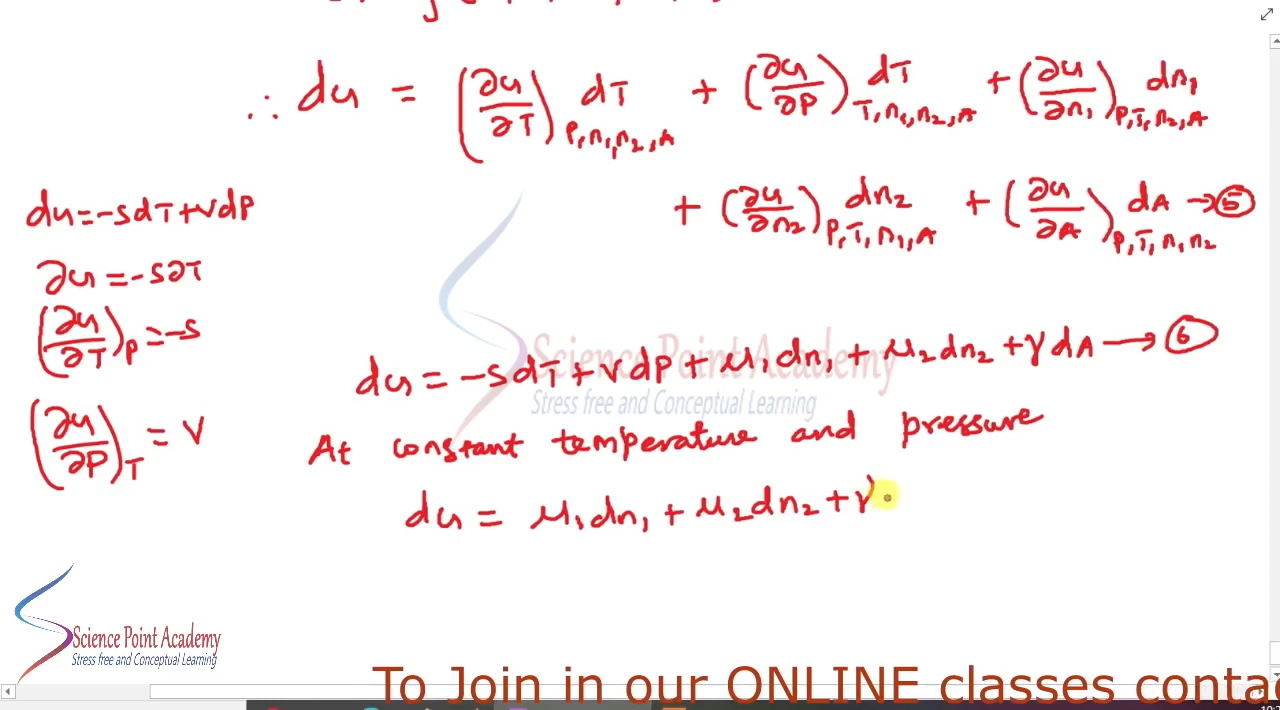 ∴ dG = (∂G/∂T)P,n1,n2,A dT + (∂G/∂P)T,n1,n2,A dT + (∂G/∂n1)P,T,n2,A dn1
+ (∂G/∂n2)P,T,n1,A dn2 + (∂G/∂A)P,T,n1,n2 dA → ⑤
dG = -SdT + VdP
∂G = -S∂T
(∂G/∂T)P = -S
(∂G/∂P)T = V
dG = -SdT + VdP + μ1dn1 + μ2dn2 + γdA → ⑥
At constant temperature and pressure
dG = μ1dn1 + μ2dn2 + γ
Science Point Academy
Stress free and Conceptual Learning
Science Point Academy
Stress free and Conceptual Learning
To Join in our ONLINE classes conta